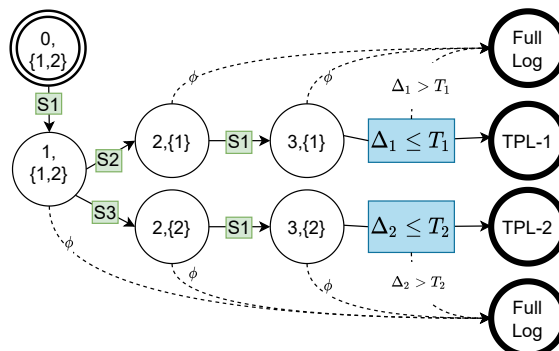 0,
{1,2}
Full
Log
ϕ
ϕ
Δ₁ > T₁
S1
1,
{1,2}
S2
2,{1}
S1
3,{1}
Δ₁ ≤ T₁
TPL-1
S3
2,{2}
S1
3,{2}
Δ₂ ≤ T₂
TPL-2
ϕ
ϕ
ϕ
Δ₂ > T₂
Full
Log